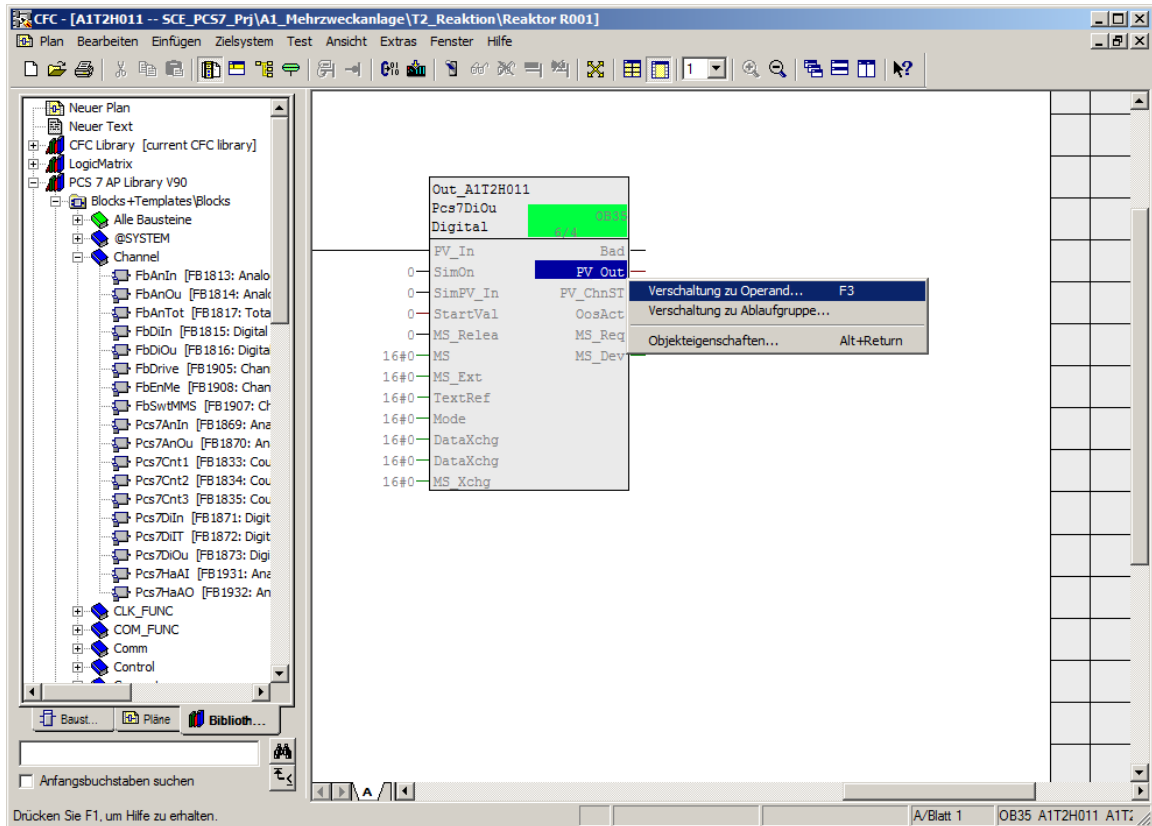 CFC - [A1T2H011 -- SCE_PCS7_Prj\A1_Mehrzweckanlage\T2_Reaktion\Reaktor R001]
Plan Bearbeiten Einfügen Zielsystem Test Ansicht Extras Fenster Hilfe
1
Neuer Plan
Neuer Text
CFC Library [current CFC library]
LogicMatrix
PCS 7 AP Library V90
Blocks+Templates\Blocks
Alle Bausteine
@SYSTEM
Channel
FbAnIn [FB1813: Analo
FbAnOu [FB1814: Analo
FbAnTot [FB1817: Tota
FbDiIn [FB1815: Digital
FbDiOu [FB1816: Digita
FbDrive [FB1905: Chan
FbEnMe [FB1908: Chan
FbSwtMMS [FB1907: Ch
Pcs7AnIn [FB1869: Ana
Pcs7AnOu [FB1870: An
Pcs7Cnt1 [FB1833: Cou
Pcs7Cnt2 [FB1834: Cou
Pcs7Cnt3 [FB1835: Cou
Pcs7DiIn [FB1871: Digit
Pcs7DiIT [FB1872: Digit
Pcs7DiOu [FB1873: Digi
Pcs7HaAI [FB1931: Ana
Pcs7HaAO [FB1932: An
CLK_FUNC
COM_FUNC
Comm
Control
Baust... Pläne Biblioth...
Anfangsbuchstaben suchen
Out_A1T2H011
Pcs7DiOu
Digital
OB35
6/4
PV_In Bad
0 SimOn PV_Out
0 SimPV_In PV_ChnST
0 StartVal OosAct
0 MS_Relea MS_Req
16#0 MS MS_Dev
16#0 MS_Ext
16#0 TextRef
16#0 Mode
16#0 DataXchg
16#0 DataXchg
16#0 MS_Xchg
Verschaltung zu Operand... F3
Verschaltung zu Ablaufgruppe...
Objekteigenschaften... Alt+Return
A
Drücken Sie F1, um Hilfe zu erhalten.
A/Blatt 1
OB35 A1T2H011 A1T2